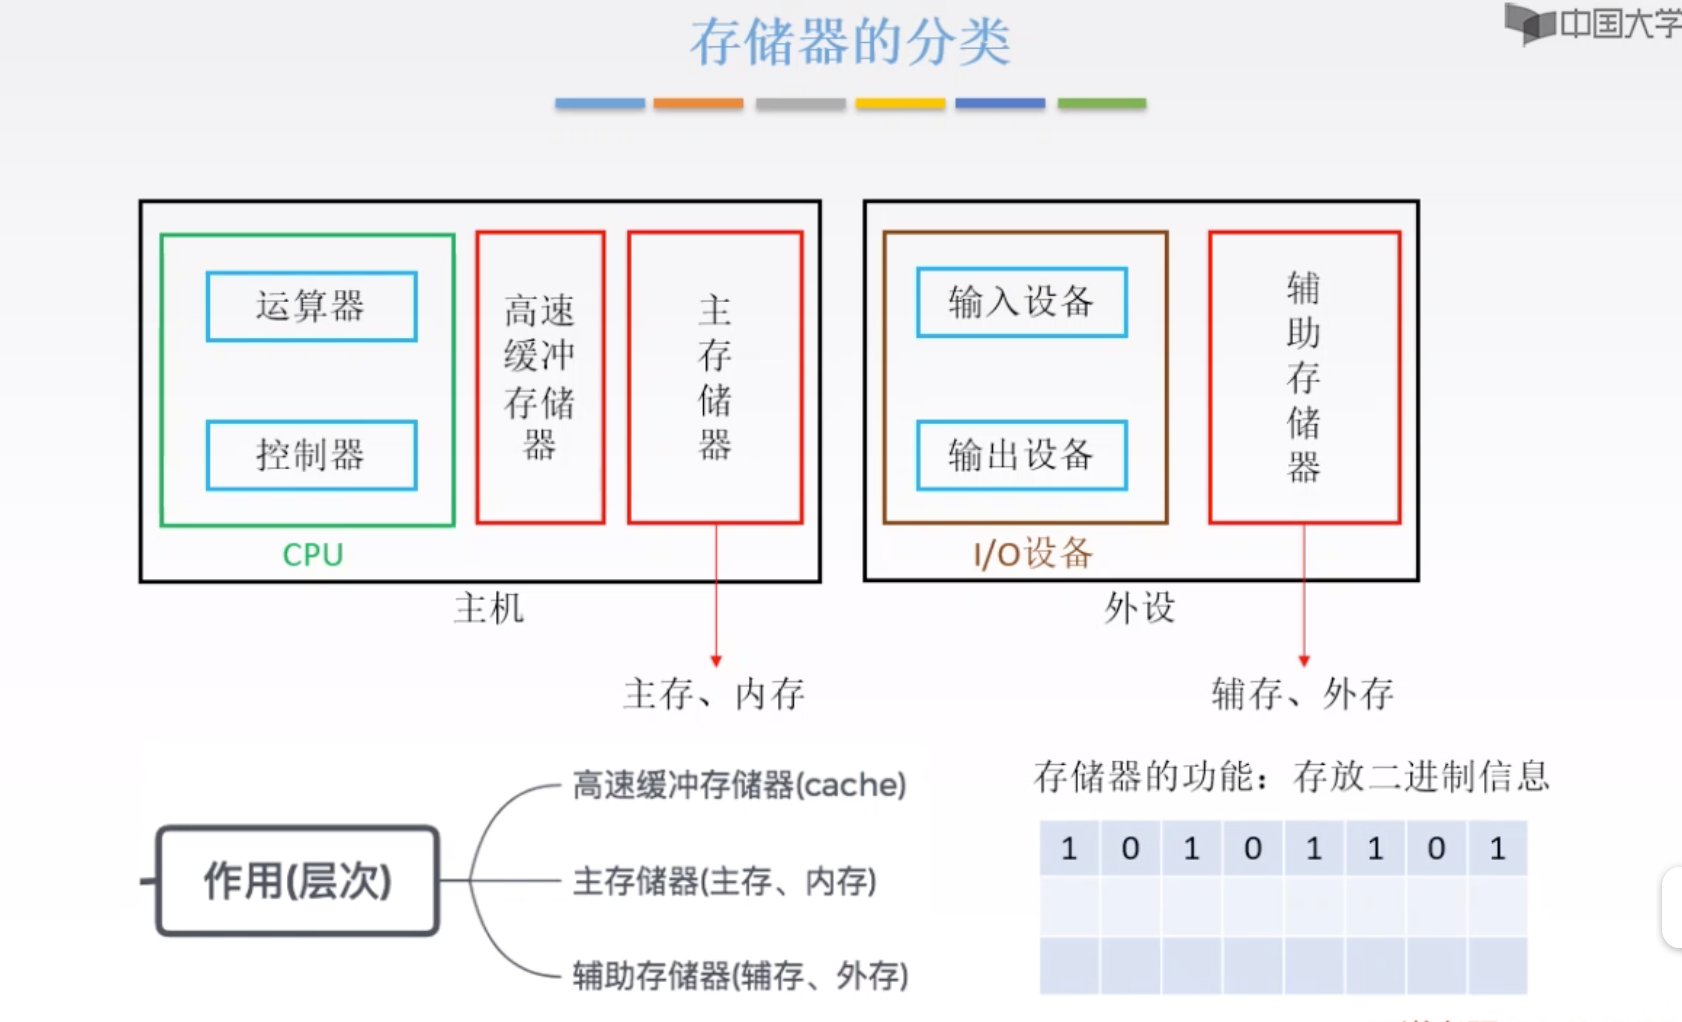 存储器的分类
中国大学
运算器
控制器
CPU
高速
缓冲
存储
器
主
存
储
器
主机
输入设备
输出设备
I/O设备
辅
助
存
储
器
外设
主存、内存
辅存、外存
作用(层次)
高速缓冲存储器(cache)
主存储器(主存、内存)
辅助存储器(辅存、外存)
存储器的功能：存放二进制信息
1 0 1 0 1 1 0 1